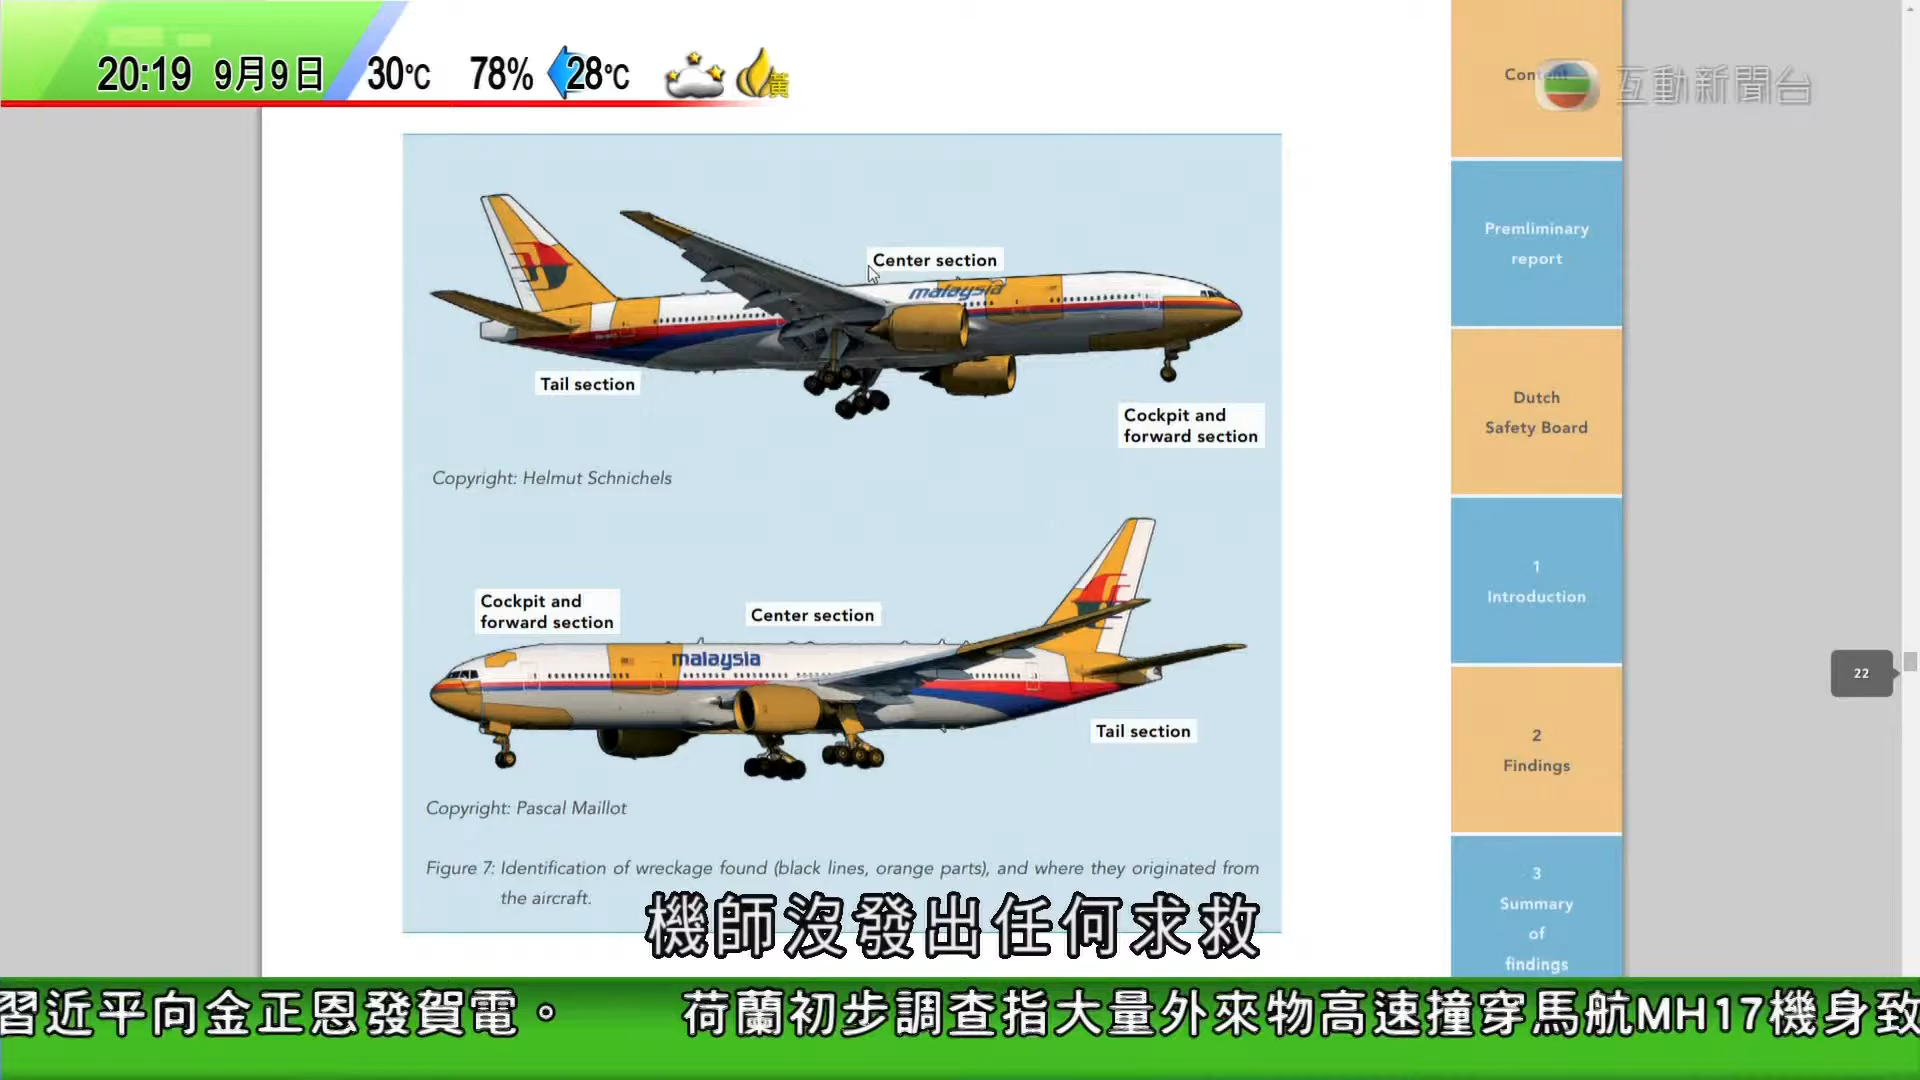 20:19 9月9日 30°C 78% 28°C 黃
互動新聞台
Center section
malaysia
Tail section
Cockpit and
forward section
Copyright: Helmut Schnichels
Cockpit and
forward section
Center section
malaysia
Tail section
Copyright: Pascal Maillot
Figure 7: Identification of wreckage found (black lines, orange parts), and where they originated from
the aircraft.
Premliminary
report
Dutch
Safety Board
1
Introduction
2
Findings
3
Summary
of
findings
22
機師沒發出任何求救
習近平向金正恩發賀電。 荷蘭初步調查指大量外來物高速撞穿馬航MH17機身致